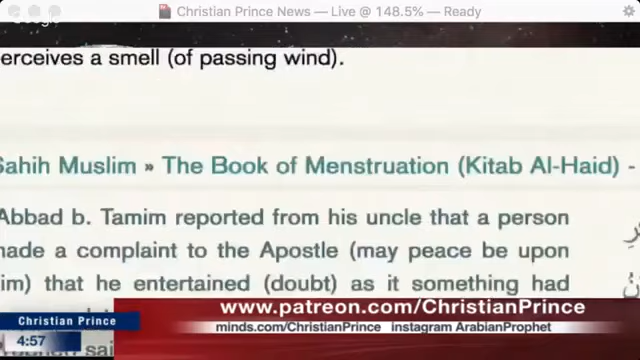 Christian Prince News — Live @ 148.5% — Ready
erceives a smell (of passing wind).
Sahih Muslim » The Book of Menstruation (Kitab Al-Haid) -
Abbad b. Tamim reported from his uncle that a person
made a complaint to the Apostle (may peace be upon
im) that he entertained (doubt) as it something had
www.patreon.com/ChristianPrince
Christian Prince
minds.com/ChristianPrince instagram ArabianProphet
4:57
sai